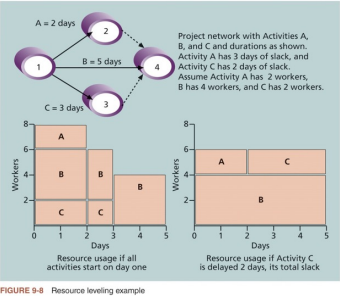 A = 2 days
2
Project network with Activities A,
B, and C and durations as shown.
Activity A has 3 days of slack, and
Activity C has 2 days of slack.
Assume Activity A has 2 workers,
B has 4 workers, and C has 2 workers.
1
B = 5 days
4
C = 3 days
3
8
6
4
2
Workers
A
B
B
B
C
C
0 1 2 3 4 5
Days
Resource usage if all
activities start on day one
8
6
4
2
Workers
A
C
B
0 1 2 3 4 5
Days
Resource usage if Activity C
is delayed 2 days, its total slack
FIGURE 9-8 Resource leveling example